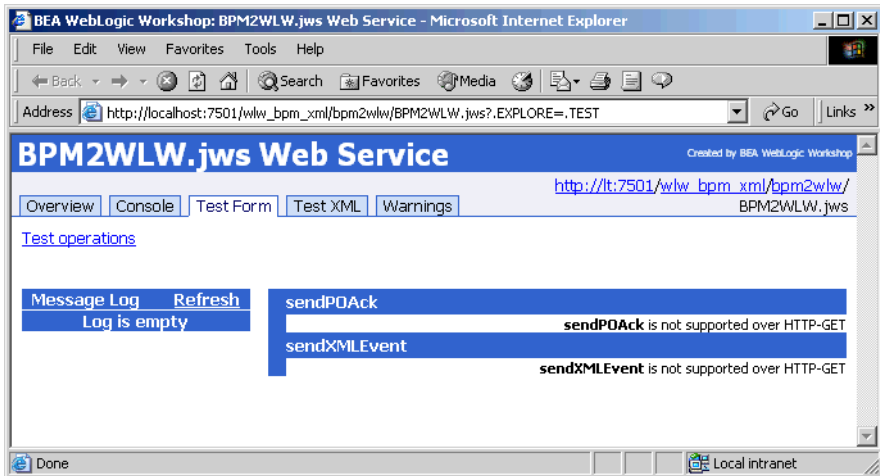 BEA WebLogic Workshop: BPM2WLW.jws Web Service - Microsoft Internet Explorer
File Edit View Favorites Tools Help
Back Search Favorites Media
Address http://localhost:7501/wlw_bpm_xml/bpm2wlw/BPM2WLW.jws?.EXPLORE=.TEST Go Links »
BPM2WLW.jws Web Service Created by BEA WebLogic Workshop
http://lt:7501/wlw_bpm_xml/bpm2wlw/
Overview Console Test Form Test XML Warnings BPM2WLW.jws
Test operations
Message Log Refresh sendPOAck
Log is empty
sendPOAck is not supported over HTTP-GET
sendXMLEvent
sendXMLEvent is not supported over HTTP-GET
Done Local intranet